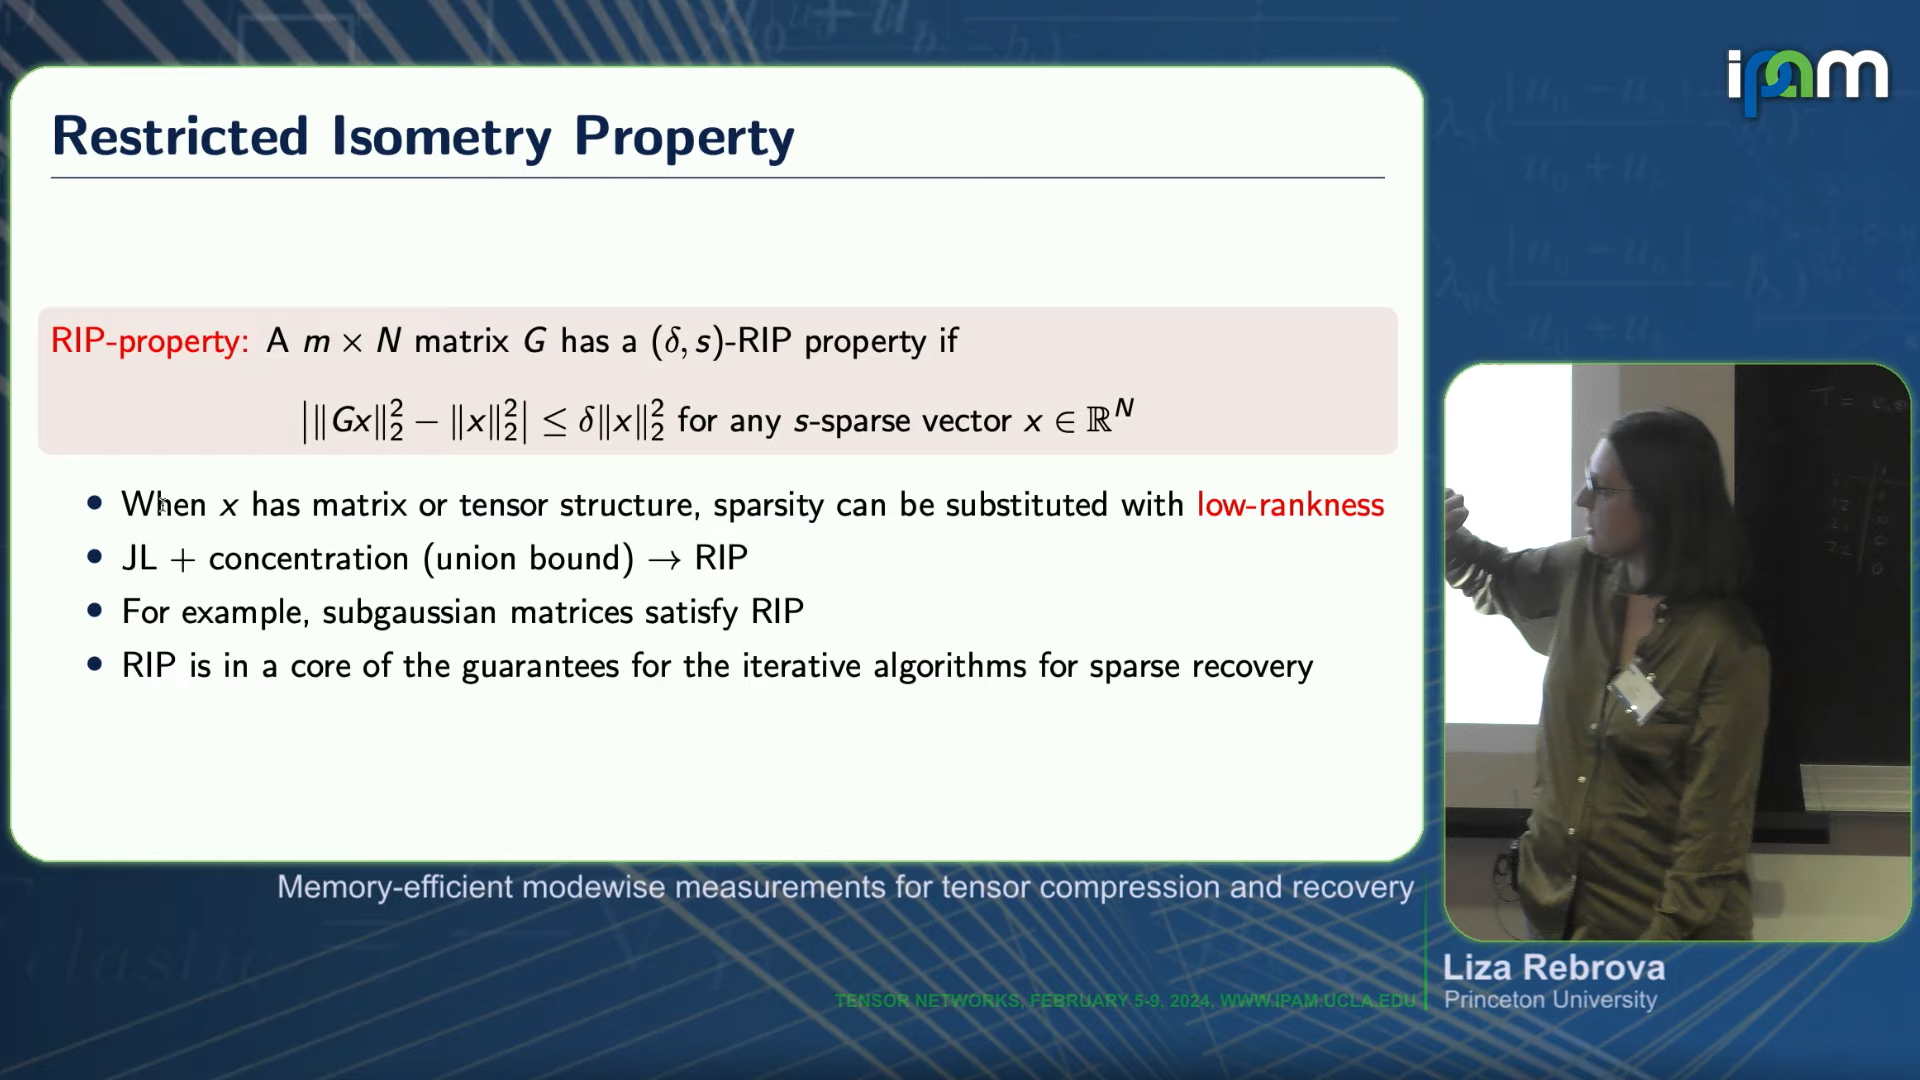 ipam
Restricted Isometry Property
RIP-property: A m × N matrix G has a (δ, s)-RIP property if
|‖Gx‖₂² − ‖x‖₂²| ≤ δ‖x‖₂² for any s-sparse vector x ∈ ℝᴺ
• When x has matrix or tensor structure, sparsity can be substituted with low-rankness
• JL + concentration (union bound) → RIP
• For example, subgaussian matrices satisfy RIP
• RIP is in a core of the guarantees for the iterative algorithms for sparse recovery
Memory-efficient modewise measurements for tensor compression and recovery
Liza Rebrova
Princeton University
TENSOR NETWORKS, FEBRUARY 5-9, 2024, WWW.IPAM.UCLA.EDU
elastic